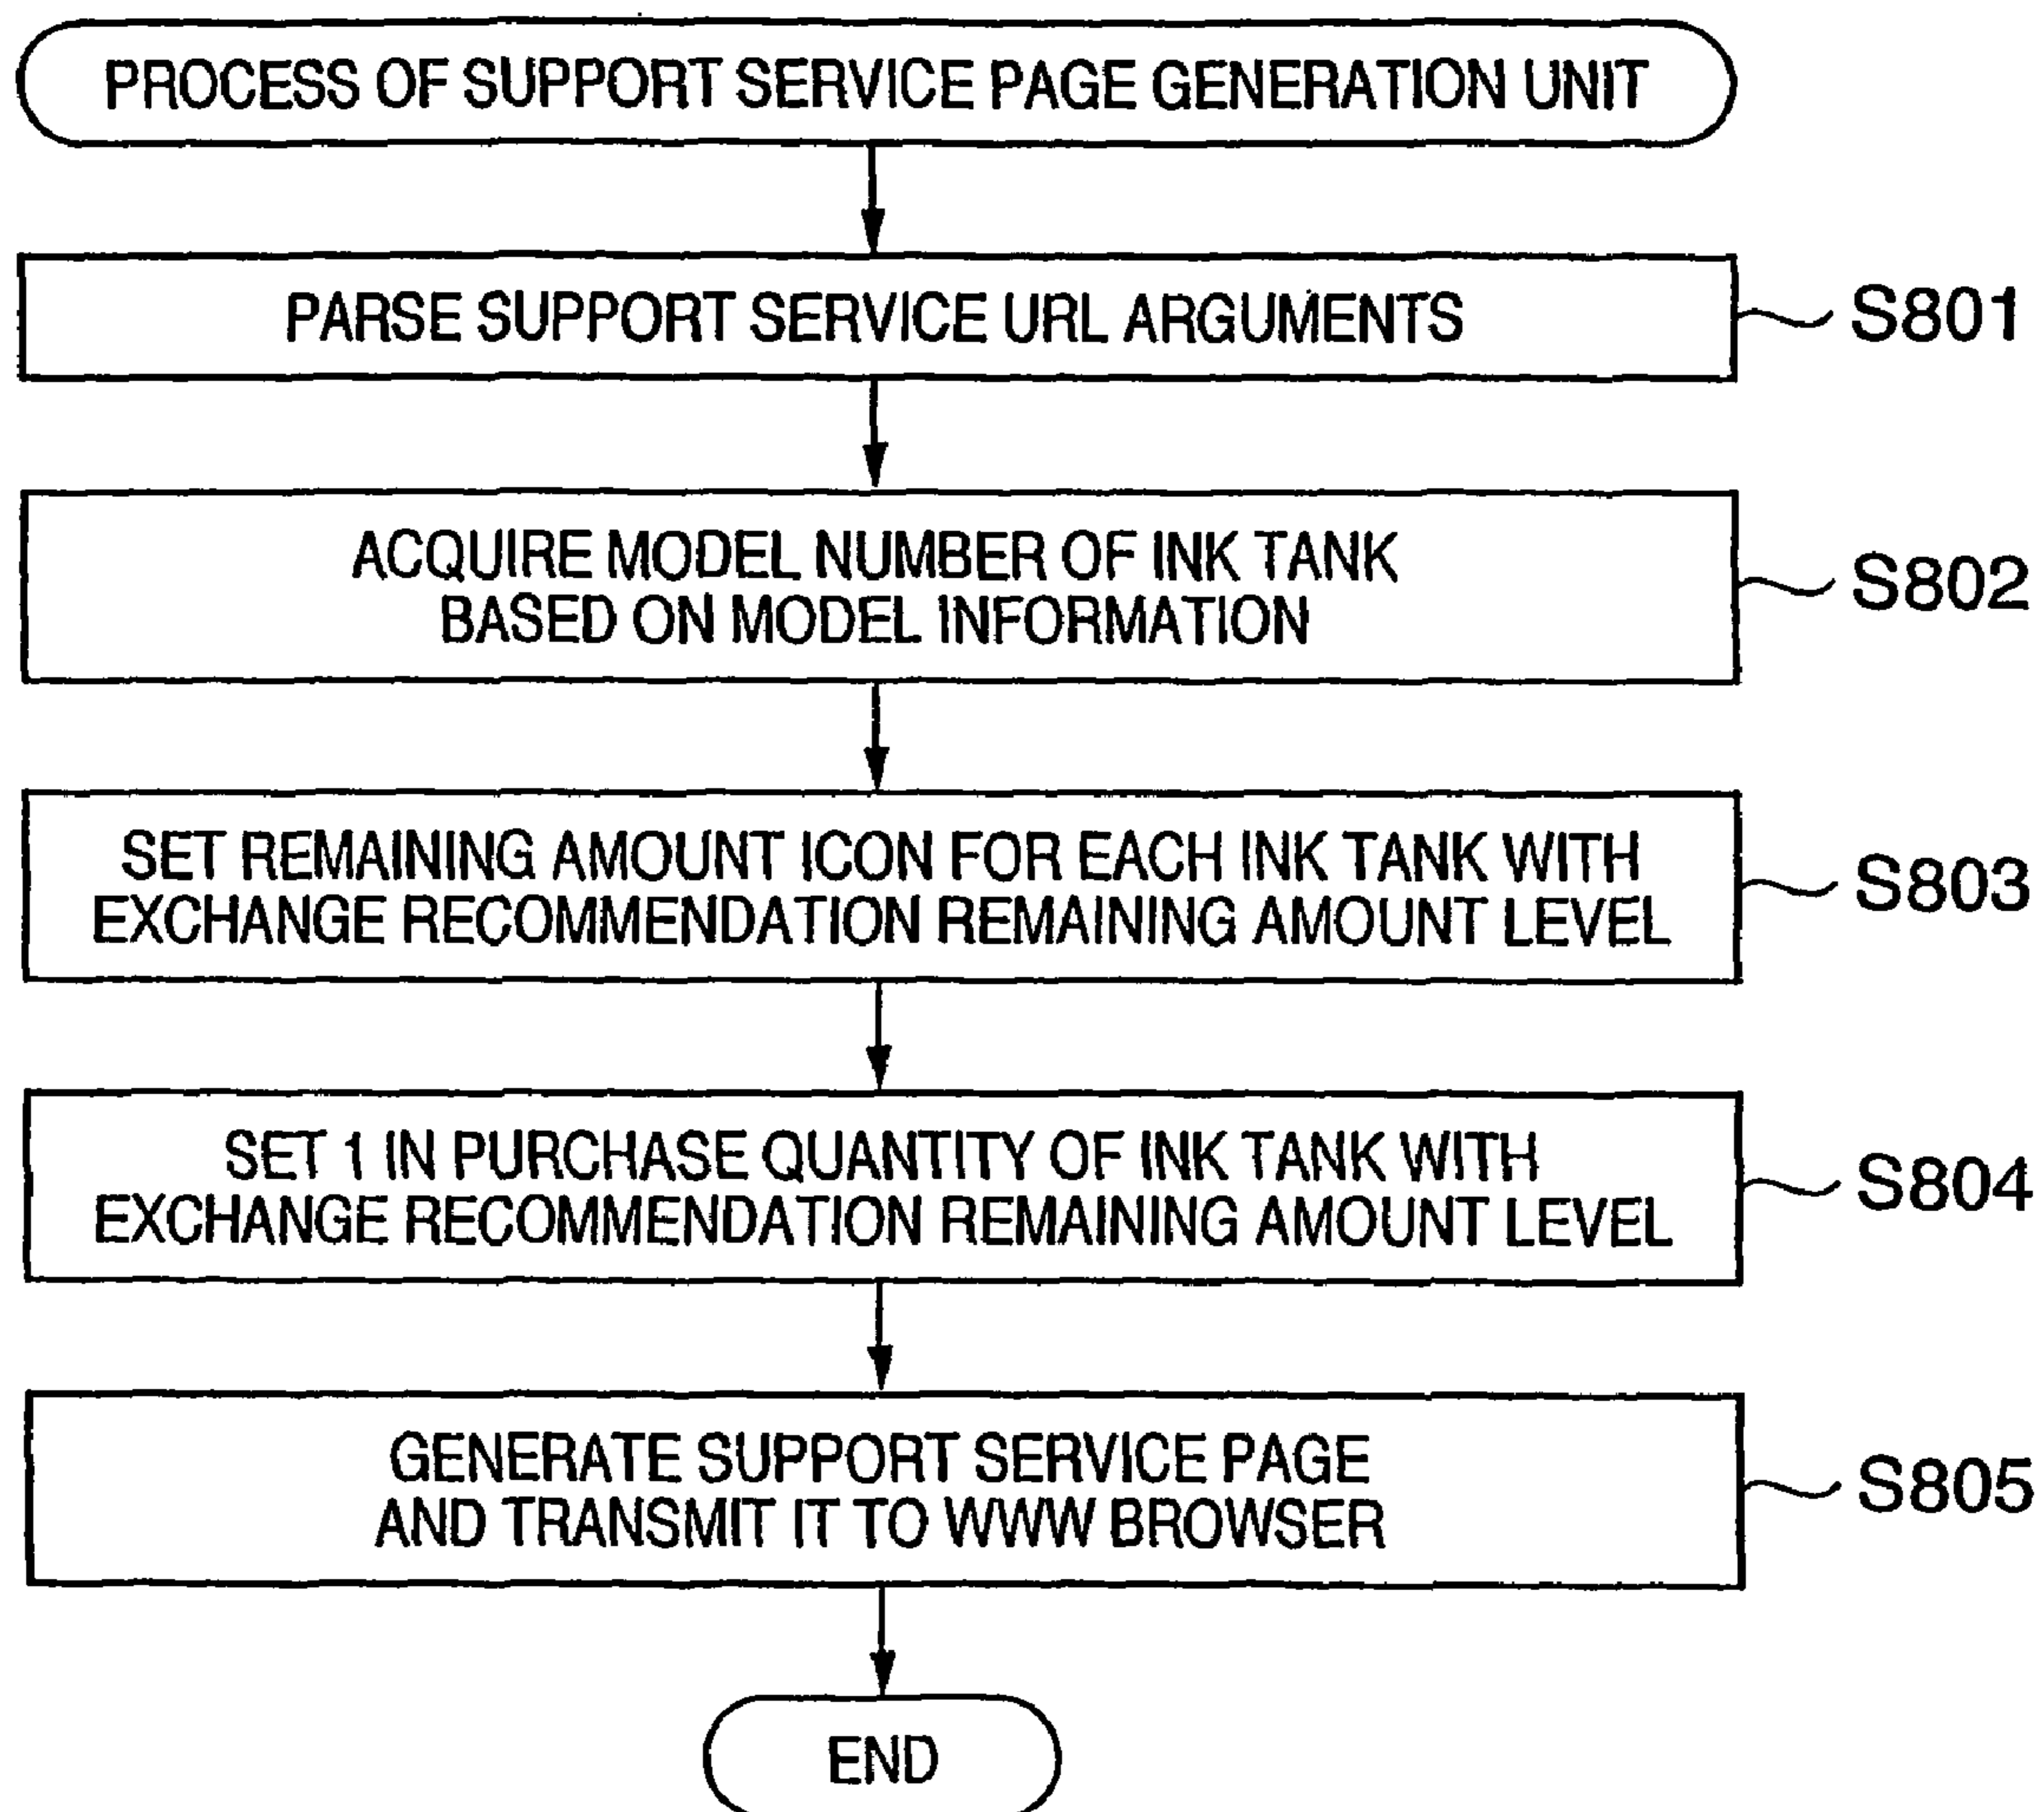 PROCESS OF SUPPORT SERVICE PAGE GENERATION UNIT
PARSE SUPPORT SERVICE URL ARGUMENTS
S801
ACQUIRE MODEL NUMBER OF INK TANK
BASED ON MODEL INFORMATION
S802
SET REMAINING AMOUNT ICON FOR EACH INK TANK WITH
EXCHANGE RECOMMENDATION REMAINING AMOUNT LEVEL
S803
SET 1 IN PURCHASE QUANTITY OF INK TANK WITH
EXCHANGE RECOMMENDATION REMAINING AMOUNT LEVEL
S804
GENERATE SUPPORT SERVICE PAGE
AND TRANSMIT IT TO WWW BROWSER
S805
END